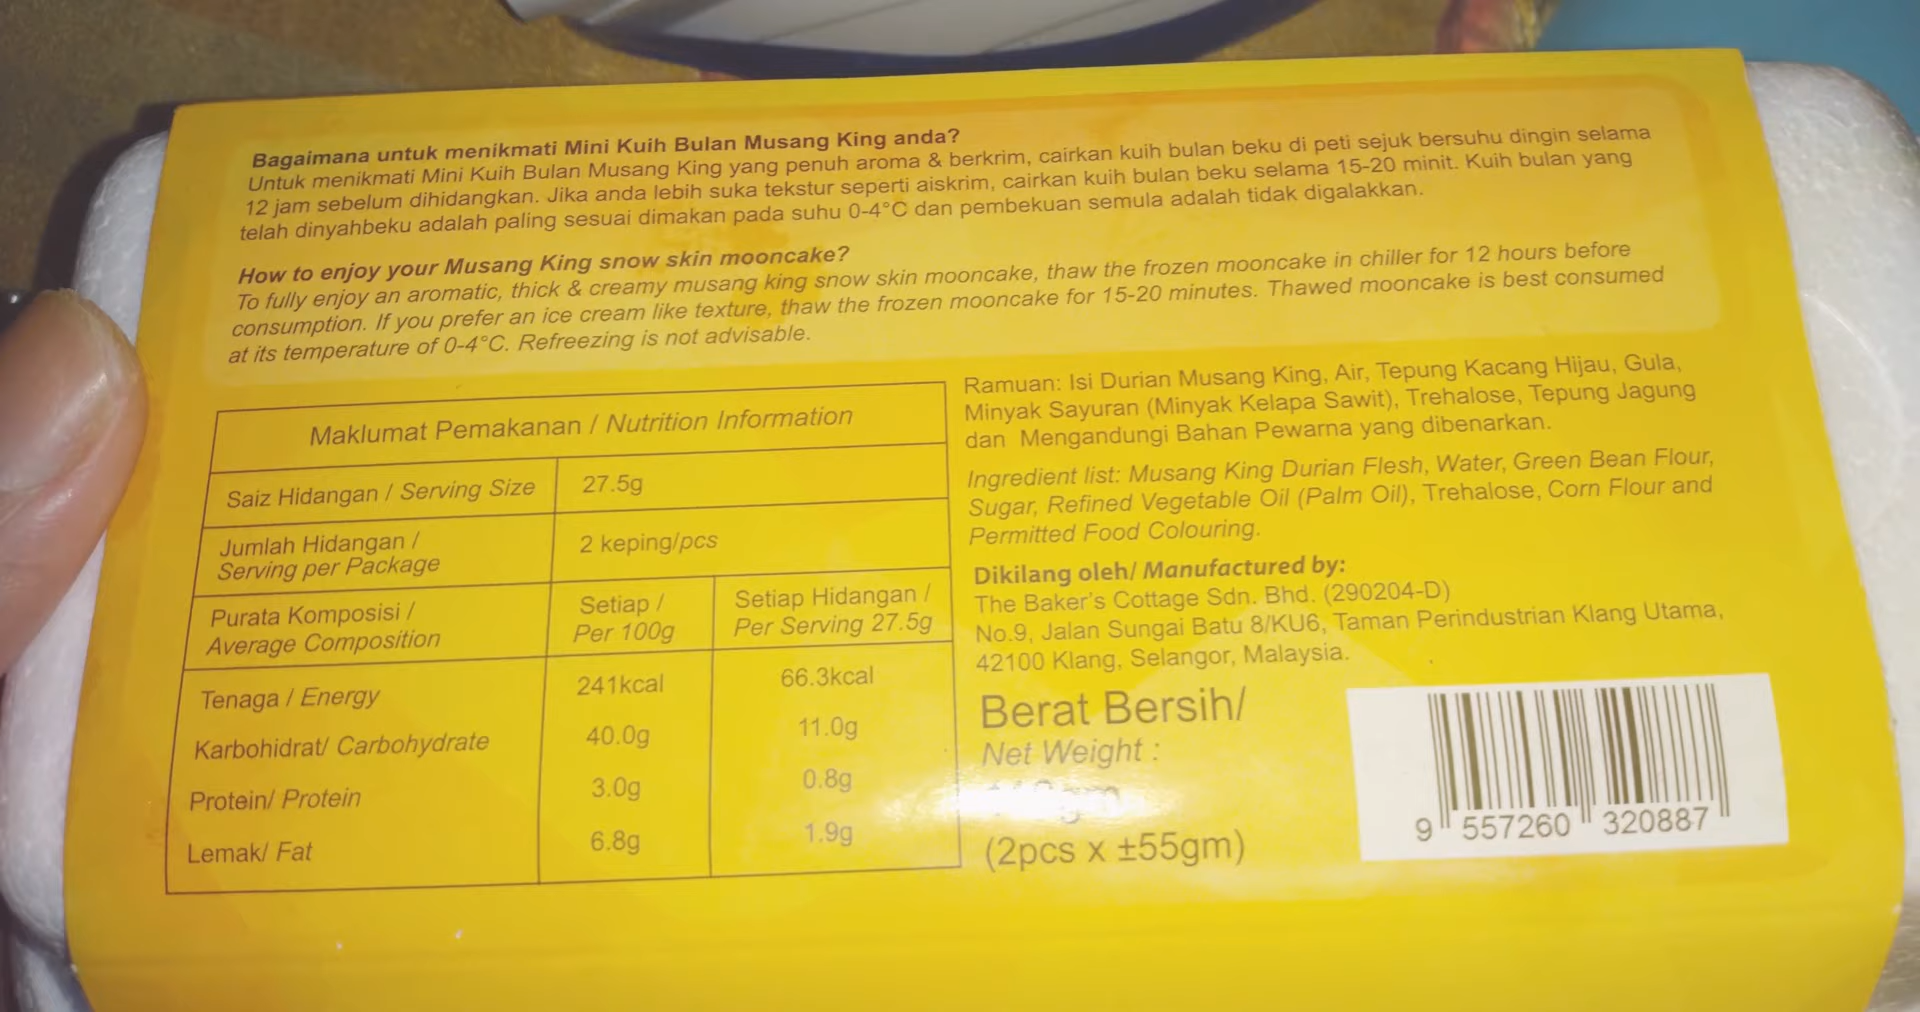 Bagaimana untuk menikmati Mini Kuih Bulan Musang King anda?
Untuk menikmati Mini Kuih Bulan Musang King yang penuh aroma & berkrim, cairkan kuih bulan beku di peti sejuk bersuhu dingin selama
12 jam sebelum dihidangkan. Jika anda lebih suka tekstur seperti aiskrim, cairkan kuih bulan beku selama 15-20 minit. Kuih bulan yang
telah dinyahbeku adalah paling sesuai dimakan pada suhu 0-4°C dan pembekuan semula adalah tidak digalakkan.
How to enjoy your Musang King snow skin mooncake?
To fully enjoy an aromatic, thick & creamy musang king snow skin mooncake, thaw the frozen mooncake in chiller for 12 hours before
consumption. If you prefer an ice cream like texture, thaw the frozen mooncake for 15-20 minutes. Thawed mooncake is best consumed
at its temperature of 0-4°C. Refreezing is not advisable.
Maklumat Pemakanan / Nutrition Information
Saiz Hidangan / Serving Size 27.5g
Jumlah Hidangan /
Serving per Package
2 keping/pcs
Purata Komposisi /
Average Composition
Setiap /
Per 100g
Setiap Hidangan /
Per Serving 27.5g
Tenaga / Energy 241kcal 66.3kcal
Karbohidrat/ Carbohydrate 40.0g 11.0g
Protein/ Protein 3.0g 0.8g
Lemak/ Fat 6.8g 1.9g
Ramuan: Isi Durian Musang King, Air, Tepung Kacang Hijau, Gula,
Minyak Sayuran (Minyak Kelapa Sawit), Trehalose, Tepung Jagung
dan Mengandungi Bahan Pewarna yang dibenarkan.
Ingredient list: Musang King Durian Flesh, Water, Green Bean Flour,
Sugar, Refined Vegetable Oil (Palm Oil), Trehalose, Corn Flour and
Permitted Food Colouring.
Dikilang oleh/ Manufactured by:
The Baker's Cottage Sdn. Bhd. (290204-D)
No.9, Jalan Sungai Batu 8/KU6, Taman Perindustrian Klang Utama,
42100 Klang, Selangor, Malaysia.
Berat Bersih/
Net Weight :
(2pcs x ±55gm)
9 557260 320887